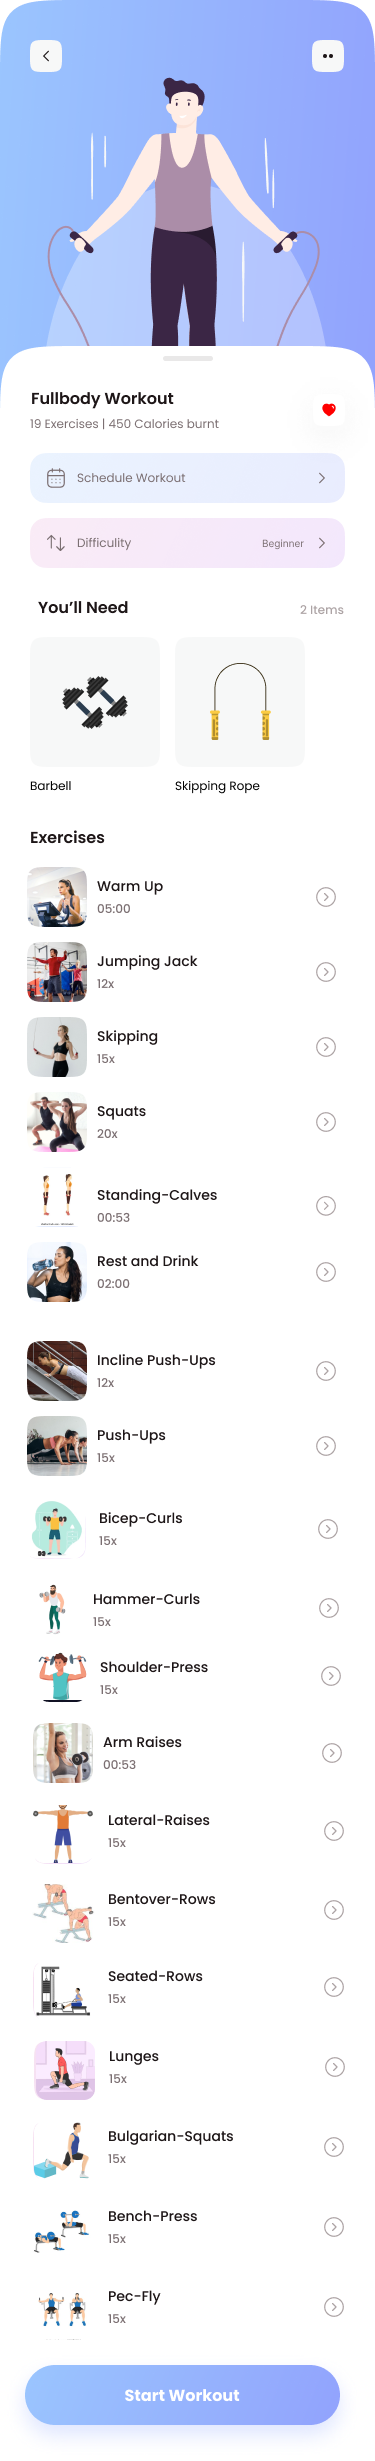 Fullbody Workout
19 Exercises | 450 Calories burnt
Schedule Workout
Difficulity
Beginner
You'll Need
2 Items
Barbell
Skipping Rope
Exercises
Warm Up
05:00
Jumping Jack
12x
Skipping
15x
Squats
20x
Standing-Calves
00:53
Rest and Drink
02:00
Incline Push-Ups
12x
Push-Ups
15x
Bicep-Curls
15x
Hammer-Curls
15x
Shoulder-Press
15x
Arm Raises
00:53
Lateral-Raises
15x
Bentover-Rows
15x
Seated-Rows
15x
Lunges
15x
Bulgarian-Squats
15x
Bench-Press
15x
Pec-Fly
15x
Start Workout